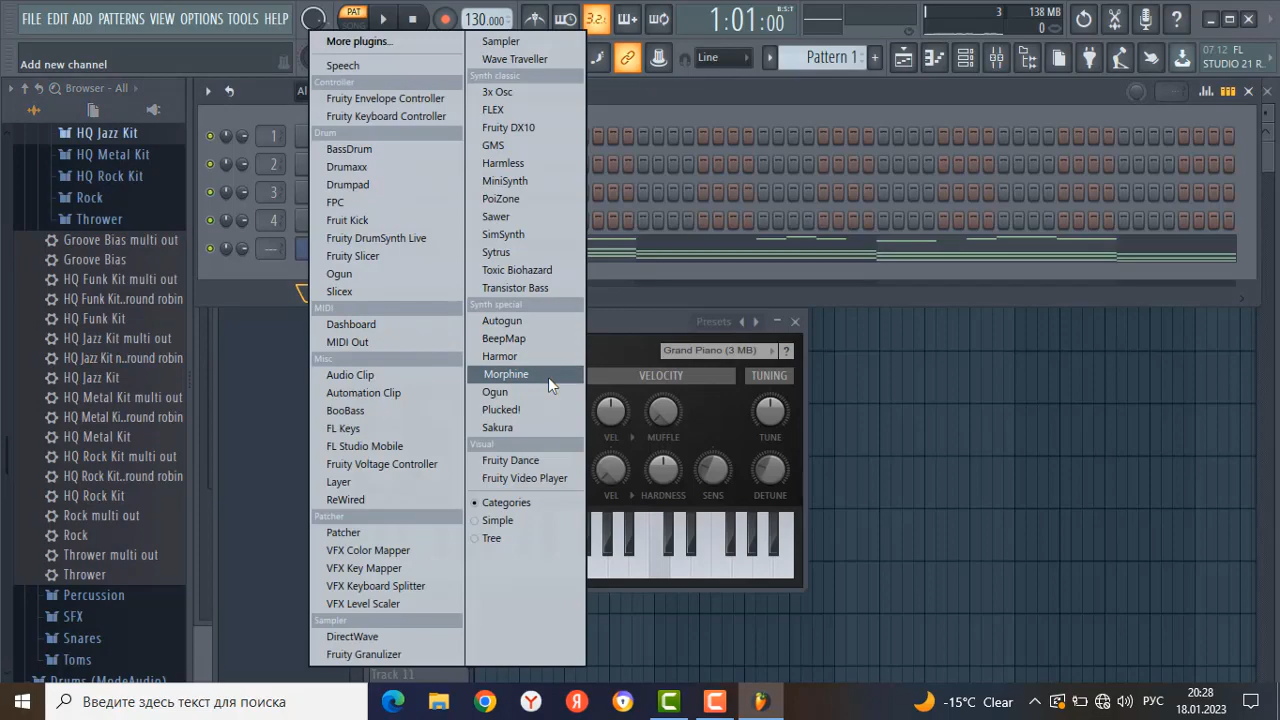 FILE EDIT ADD PATTERNS VIEW OPTIONS TOOLS HELP
PAT
130.000
3.2
1:01:00
B:S:T
3
138 MB
0
Add new channel
Line
Pattern 1
07:12 FL
STUDIO 21 R
Browser - All
HQ Jazz Kit
HQ Metal Kit
HQ Rock Kit
Rock
Thrower
Groove Bias multi out
Groove Bias
HQ Funk Kit multi out
HQ Funk Kit..round robin
HQ Funk Kit
HQ Jazz Kit multi out
HQ Jazz Kit n..round robin
HQ Jazz Kit
HQ Metal Kit multi out
HQ Metal Ki..round robin
HQ Metal Kit
HQ Rock Kit multi out
HQ Rock Kit..round robin
HQ Rock Kit
Rock multi out
Rock
Thrower multi out
Thrower
Percussion
SFX
Snares
Toms
Drums (ModeAudio)
1
2
3
4
---
More plugins...
Speech
Controller
Fruity Envelope Controller
Fruity Keyboard Controller
Drum
BassDrum
Drumaxx
Drumpad
FPC
Fruit Kick
Fruity DrumSynth Live
Fruity Slicer
Ogun
Slicex
MIDI
Dashboard
MIDI Out
Misc
Audio Clip
Automation Clip
BooBass
FL Keys
FL Studio Mobile
Fruity Voltage Controller
Layer
ReWired
Patcher
Patcher
VFX Color Mapper
VFX Key Mapper
VFX Keyboard Splitter
VFX Level Scaler
Sampler
DirectWave
Fruity Granulizer
Sampler
Wave Traveller
Synth classic
3x Osc
FLEX
Fruity DX10
GMS
Harmless
MiniSynth
PoiZone
Sawer
SimSynth
Sytrus
Toxic Biohazard
Transistor Bass
Synth special
Autogun
BeepMap
Harmor
Morphine
Ogun
Plucked!
Sakura
Visual
Fruity Dance
Fruity Video Player
Categories
Simple
Tree
Presets
Grand Piano (3 MB)
?
VELOCITY
TUNING
VEL
MUFFLE
TUNE
VEL
HARDNESS
SENS
DETUNE
Track 11
Введите здесь текст для поиска
-15°C Clear
РУС
20:28
18.01.2023